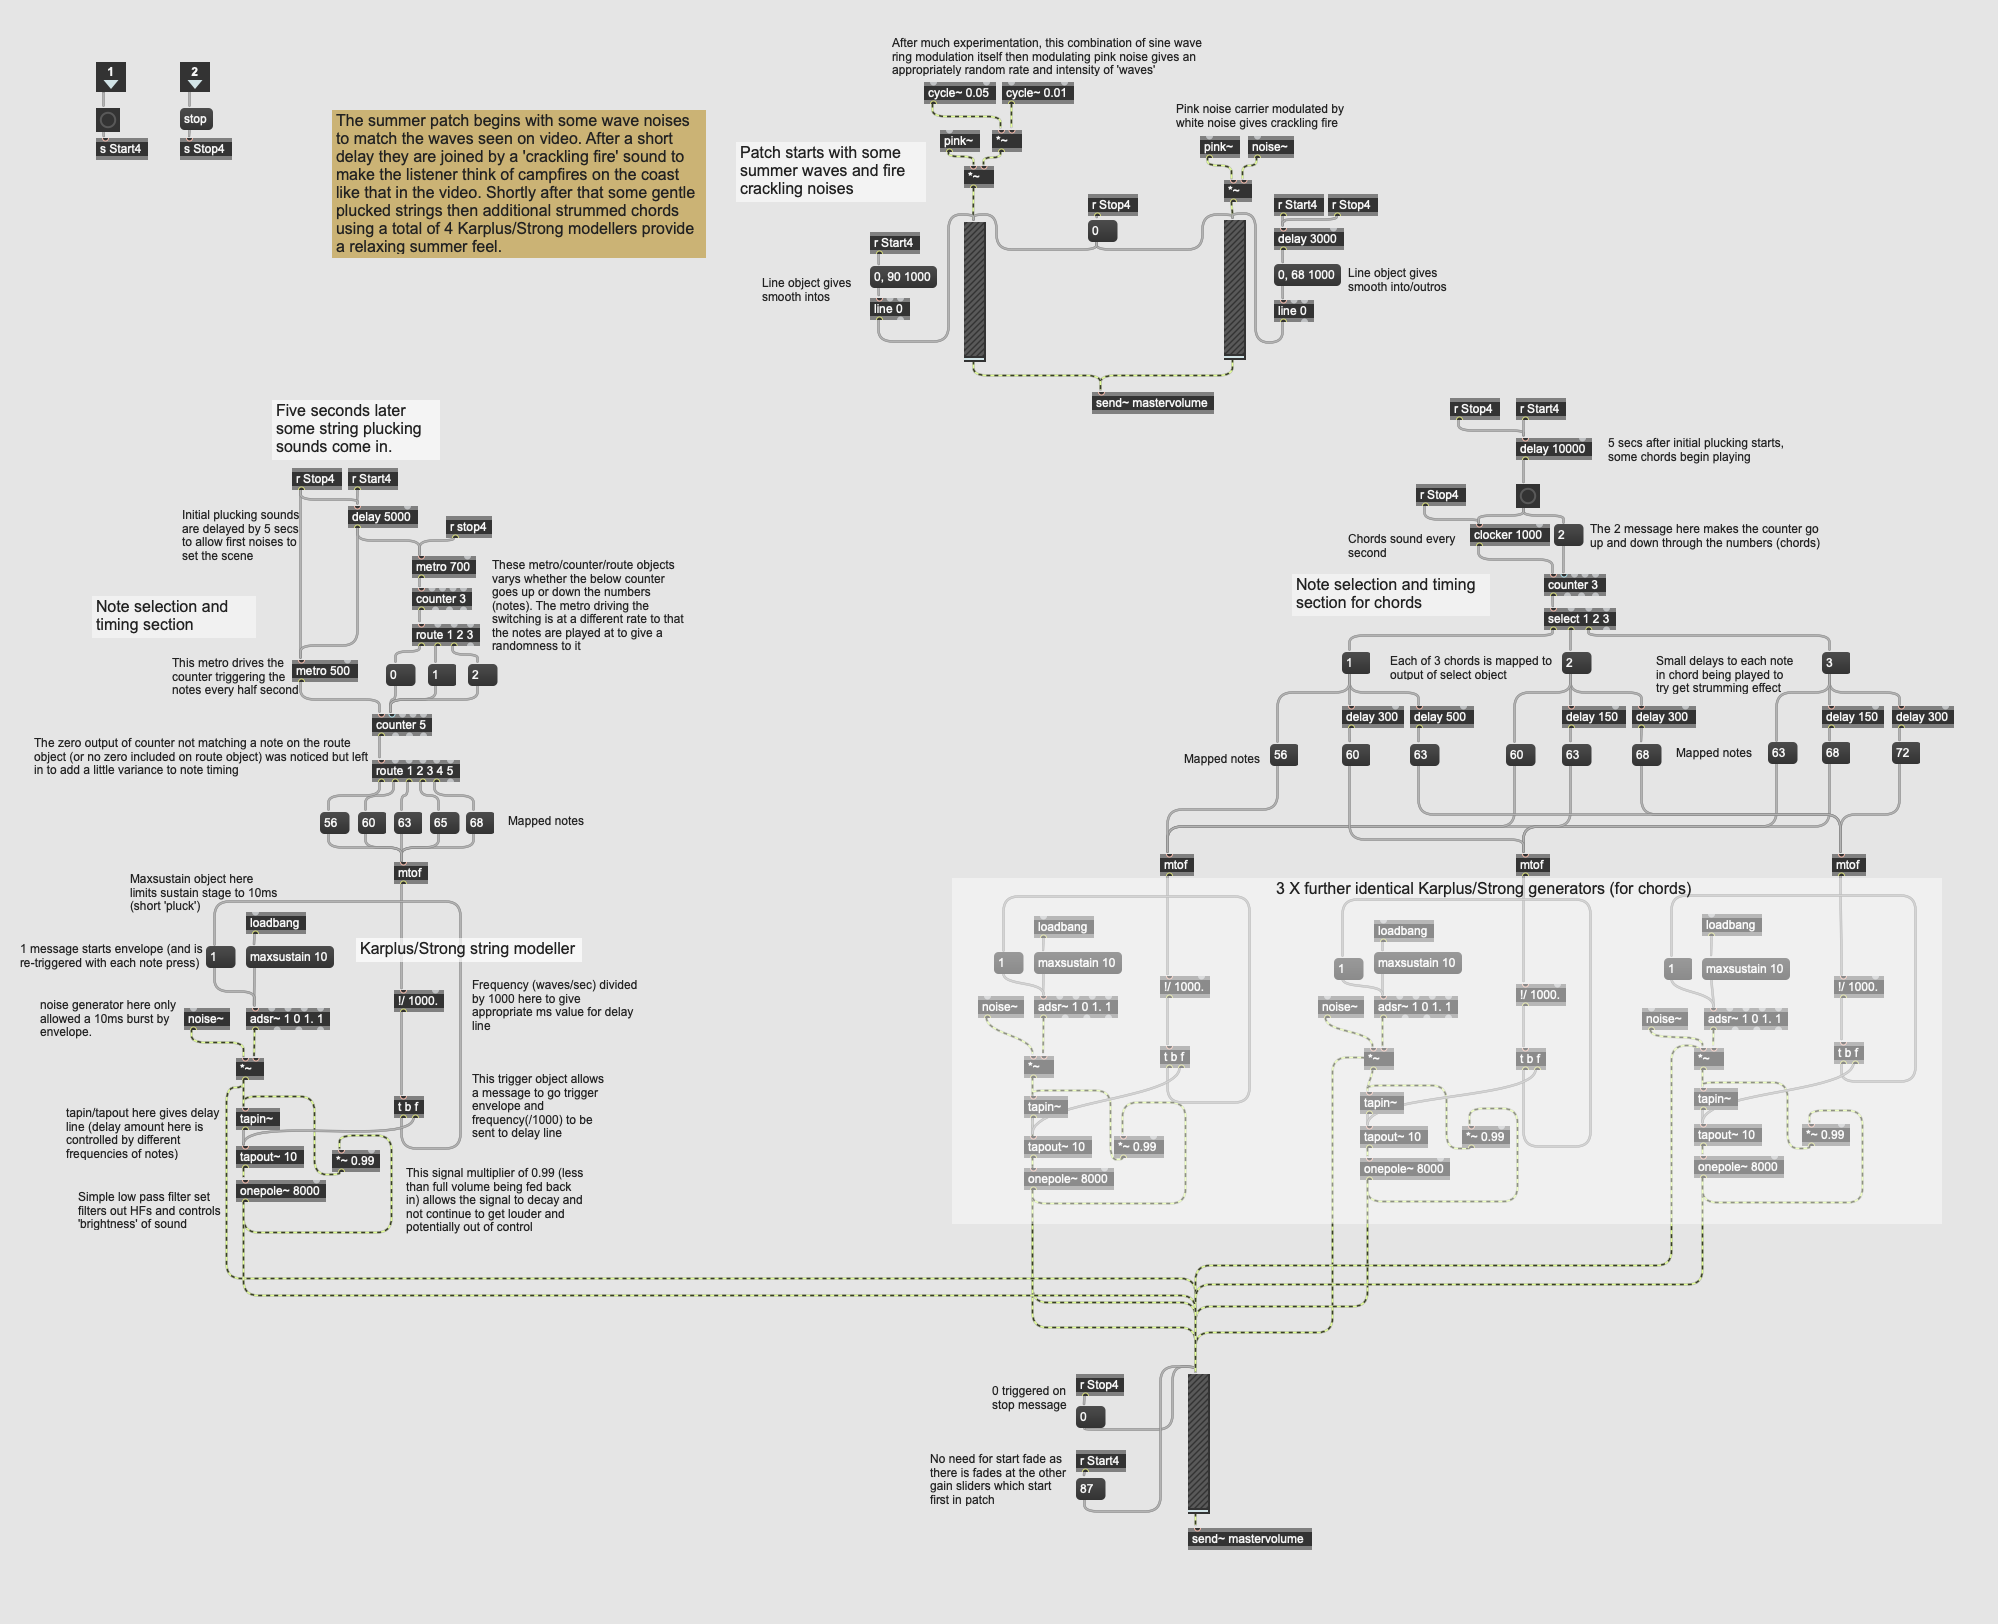 1
2
stop
s Start4
s Stop4
The summer patch begins with some wave noises
to match the waves seen on video. After a short
delay they are joined by a 'crackling fire' sound to
make the listener think of campfires on the coast
like that in the video. Shortly after that some gentle
plucked strings then additional strummed chords
using a total of 4 Karplus/Strong modellers provide
a relaxing summer feel.
After much experimentation, this combination of sine wave
ring modulation itself then modulating pink noise gives an
appropriately random rate and intensity of 'waves'
cycle~ 0.05
cycle~ 0.01
pink~
*~
*~
Pink noise carrier modulated by
white noise gives crackling fire
pink~
noise~
*~
Patch starts with some
summer waves and fire
crackling noises
r Start4
0, 90 1000
line 0
Line object gives
smooth intos
r Stop4
0
r Start4
r Stop4
delay 3000
0, 68 1000
line 0
Line object gives
smooth into/outros
send~ mastervolume
Five seconds later
some string plucking
sounds come in.
r Stop4
r Start4
delay 5000
r stop4
Initial plucking sounds
are delayed by 5 secs
to allow first noises to
set the scene
metro 700
counter 3
route 1 2 3
These metro/counter/route objects
varys whether the below counter
goes up or down the numbers
(notes). The metro driving the
switching is at a different rate to that
the notes are played at to give a
randomness to it
Note selection and
timing section
This metro drives the
counter triggering the
notes every half second
metro 500
0
1
2
counter 5
The zero output of counter not matching a note on the route
object (or no zero included on route object) was noticed but left
in to add a little variance to note timing
route 1 2 3 4 5
56
60
63
65
68
Mapped notes
mtof
Maxsustain object here
limits sustain stage to 10ms
(short 'pluck')
loadbang
1 message starts envelope (and is
re-triggered with each note press)
1
maxsustain 10
Karplus/Strong string modeller
noise generator here only
allowed a 10ms burst by
envelope.
noise~
adsr~ 1 0 1. 1
!/ 1000.
Frequency (waves/sec) divided
by 1000 here to give
appropriate ms value for delay
line
*~
tapin/tapout here gives delay
line (delay amount here is
controlled by different
frequencies of notes)
tapin~
t b f
This trigger object allows
a message to go trigger
envelope and
frequency(/1000) to be
sent to delay line
tapout~ 10
*~ 0.99
Simple low pass filter set
filters out HFs and controls
'brightness' of sound
onepole~ 8000
This signal multiplier of 0.99 (less
than full volume being fed back
in) allows the signal to decay and
not continue to get louder and
potentially out of control
r Stop4
r Start4
delay 10000
5 secs after initial plucking starts,
some chords begin playing
r Stop4
clocker 1000
2
The 2 message here makes the counter go
up and down through the numbers (chords)
Chords sound every
second
Note selection and timing
section for chords
counter 3
select 1 2 3
1
Each of 3 chords is mapped to
output of select object
2
Small delays to each note
in chord being played to
try get strumming effect
3
delay 300
delay 500
delay 150
delay 300
delay 150
delay 300
Mapped notes
56
60
63
60
63
68
Mapped notes
63
68
72
mtof
mtof
mtof
3 X further identical Karplus/Strong generators (for chords)
loadbang
1
maxsustain 10
noise~
adsr~ 1 0 1. 1
!/ 1000.
*~
t b f
tapin~
tapout~ 10
*~ 0.99
onepole~ 8000
loadbang
1
maxsustain 10
noise~
adsr~ 1 0 1. 1
!/ 1000.
*~
t b f
tapin~
tapout~ 10
*~ 0.99
onepole~ 8000
loadbang
1
maxsustain 10
noise~
adsr~ 1 0 1. 1
!/ 1000.
*~
t b f
tapin~
tapout~ 10
*~ 0.99
onepole~ 8000
0 triggered on
stop message
r Stop4
0
No need for start fade as
there is fades at the other
gain sliders which start
first in patch
r Start4
87
send~ mastervolume